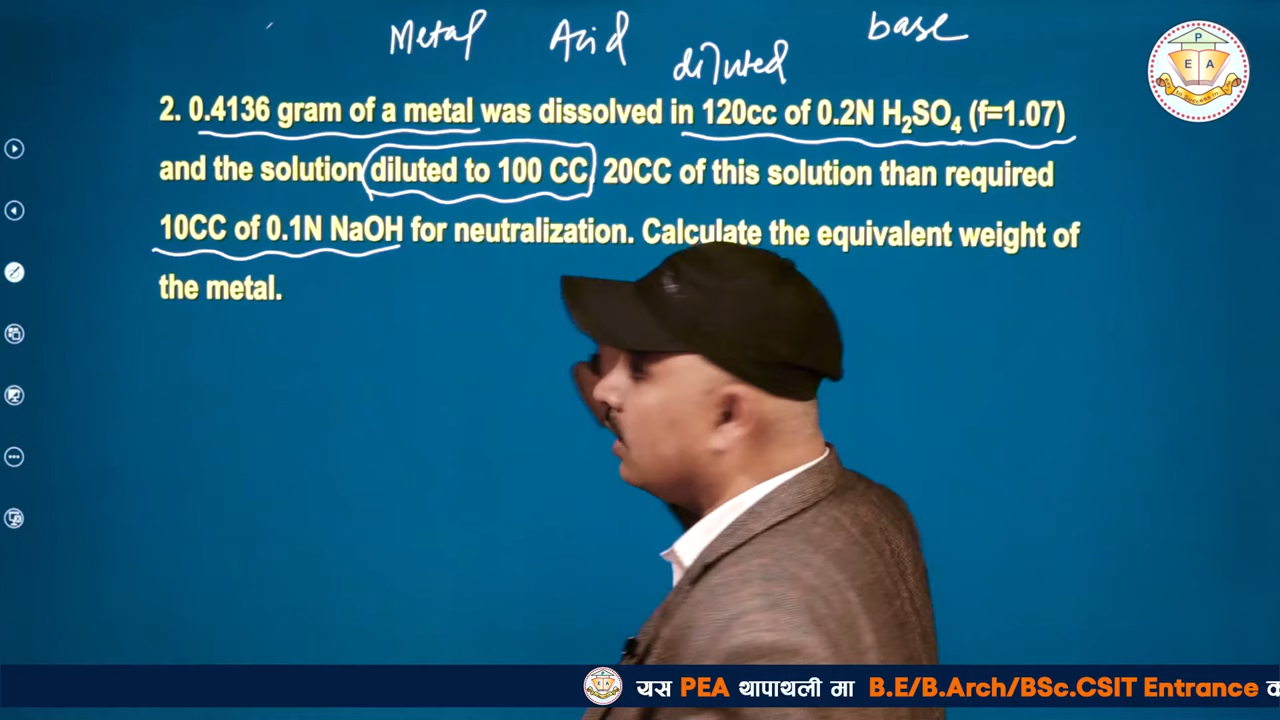 Metal Acid diluted base
P
E A
2. 0.4136 gram of a metal was dissolved in 120cc of 0.2N H₂SO₄ (f=1.07)
and the solution diluted to 100 CC, 20CC of this solution than required
10CC of 0.1N NaOH for neutralization. Calculate the equivalent weight of
the metal.
यस PEA थापाथली मा B.E/B.Arch/BSc.CSIT Entrance क